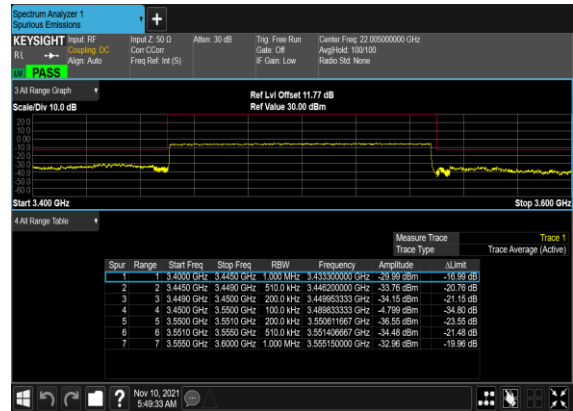 Spectrum Analyzer 1
Spurious Emissions
KEYSIGHT Input: RF Input Z: 50 Ω Atten: 30 dB Trig: Free Run Center Freq: 22.005000000 GHz
RL Coupling: DC Corr CCorr Gate: Off Avg|Hold: 100/100
Align: Auto Freq Ref: Int (S) IF Gain: Low Radio Std: None
LW PASS
3 All Range Graph Ref Lvl Offset 11.77 dB
Scale/Div 10.0 dB Ref Value 30.00 dBm
20.0
10.0
0.00
-10.0
-20.0
-30.0
-40.0
-50.0
-60.0
Start 3.400 GHz Stop 3.600 GHz
4 All Range Table
Measure Trace Trace 1
Trace Type Trace Average (Active)
Spur Range Start Freq Stop Freq RBW Frequency Amplitude ΔLimit
1 1 3.4000 GHz 3.4450 GHz 1.000 MHz 3.433300000 GHz -29.99 dBm -16.99 dB
2 2 3.4450 GHz 3.4490 GHz 510.0 kHz 3.446200000 GHz -33.76 dBm -20.76 dB
3 3 3.4490 GHz 3.4500 GHz 200.0 kHz 3.449953333 GHz -34.15 dBm -21.15 dB
4 4 3.4500 GHz 3.5500 GHz 100.0 kHz 3.489833333 GHz -4.799 dBm -34.80 dB
5 5 3.5500 GHz 3.5510 GHz 200.0 kHz 3.550611667 GHz -36.55 dBm -23.55 dB
6 6 3.5510 GHz 3.5550 GHz 510.0 kHz 3.551406667 GHz -34.48 dBm -21.48 dB
7 7 3.5550 GHz 3.6000 GHz 1.000 MHz 3.555150000 GHz -32.96 dBm -19.96 dB
Nov 10, 2021
5:49:33 AM